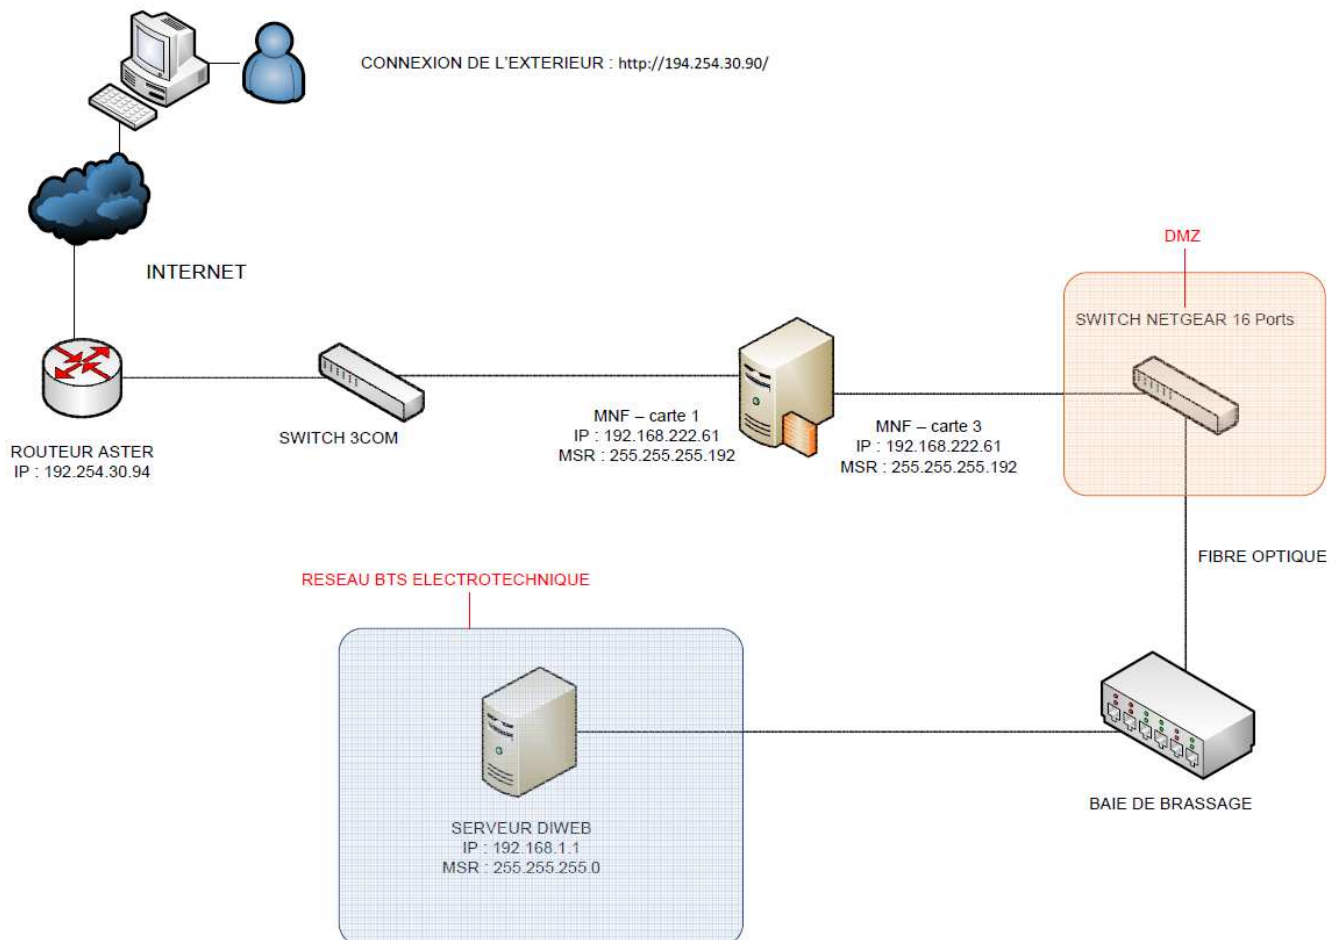 CONNEXION DE L'EXTERIEUR : http://194.254.30.90/
INTERNET
DMZ
SWITCH NETGEAR 16 Ports
ROUTEUR ASTER
IP : 192.254.30.94
SWITCH 3COM
MNF – carte 1
IP : 192.168.222.61
MSR : 255.255.255.192
MNF – carte 3
IP : 192.168.222.61
MSR : 255.255.255.192
FIBRE OPTIQUE
RESEAU BTS ELECTROTECHNIQUE
BAIE DE BRASSAGE
SERVEUR DIWEB
IP : 192.168.1.1
MSR : 255.255.255.0